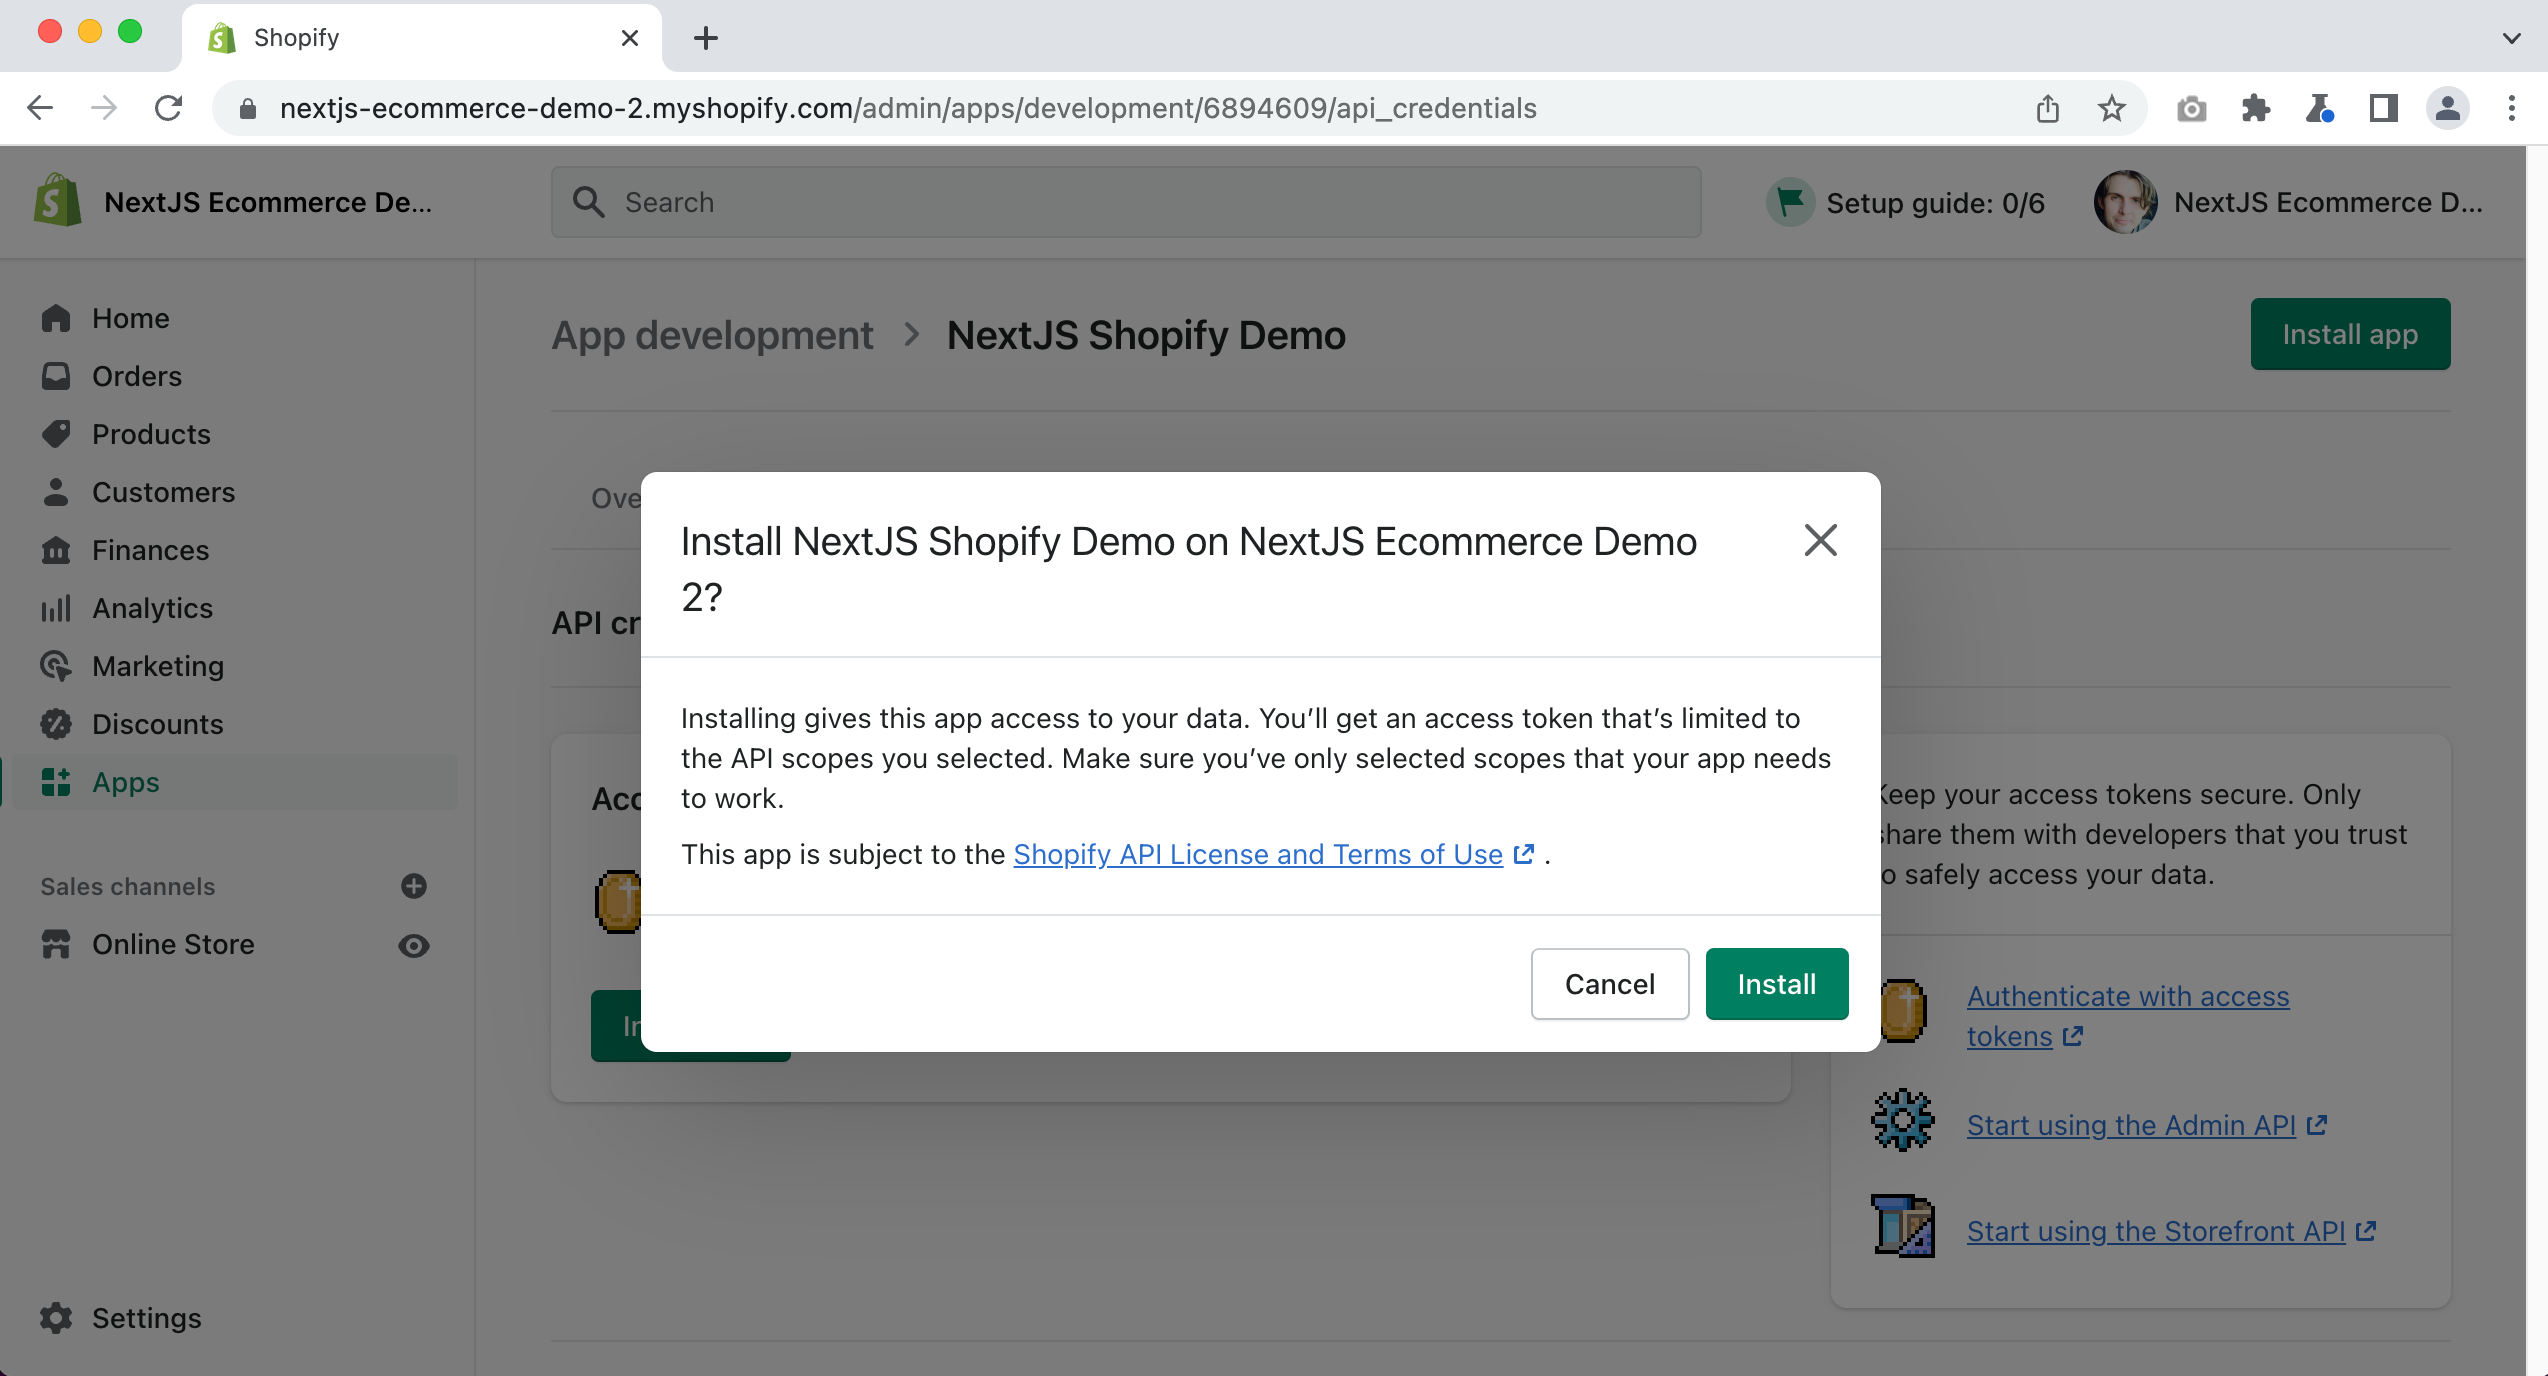 Shopify
nextjs-ecommerce-demo-2.myshopify.com/admin/apps/development/6894609/api_credentials
NextJS Ecommerce De...
Search
Setup guide: 0/6
NextJS Ecommerce D...
Home
Orders
Products
Customers
Finances
Analytics
Marketing
Discounts
Apps
Sales channels
Online Store
Settings
App development > NextJS Shopify Demo
Install app
Ove
API cr
Acc
In
Install NextJS Shopify Demo on NextJS Ecommerce Demo
2?
Installing gives this app access to your data. You’ll get an access token that’s limited to
the API scopes you selected. Make sure you’ve only selected scopes that your app needs
to work.
This app is subject to the Shopify API License and Terms of Use .
Cancel
Install
Keep your access tokens secure. Only
share them with developers that you trust
to safely access your data.
Authenticate with access
tokens
Start using the Admin API
Start using the Storefront API